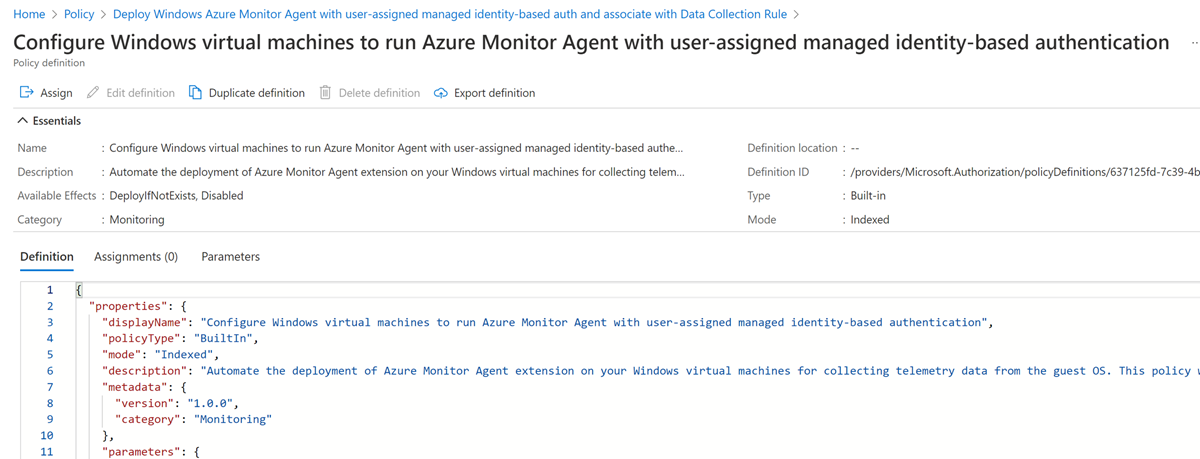 Home > Policy > Deploy Windows Azure Monitor Agent with user-assigned managed identity-based auth and associate with Data Collection Rule >
Configure Windows virtual machines to run Azure Monitor Agent with user-assigned managed identity-based authentication ...
Policy definition
Assign Edit definition Duplicate definition Delete definition Export definition
Essentials
Name : Configure Windows virtual machines to run Azure Monitor Agent with user-assigned managed identity-based authe... Definition location : --
Description : Automate the deployment of Azure Monitor Agent extension on your Windows virtual machines for collecting telem... Definition ID : /providers/Microsoft.Authorization/policyDefinitions/637125fd-7c39-4b
Available Effects : DeployIfNotExists, Disabled Type : Built-in
Category : Monitoring Mode : Indexed
Definition Assignments (0) Parameters
1 {
2 "properties": {
3 "displayName": "Configure Windows virtual machines to run Azure Monitor Agent with user-assigned managed identity-based authentication",
4 "policyType": "BuiltIn",
5 "mode": "Indexed",
6 "description": "Automate the deployment of Azure Monitor Agent extension on your Windows virtual machines for collecting telemetry data from the guest OS. This policy
7 "metadata": {
8 "version": "1.0.0",
9 "category": "Monitoring"
10 },
11 "parameters": {